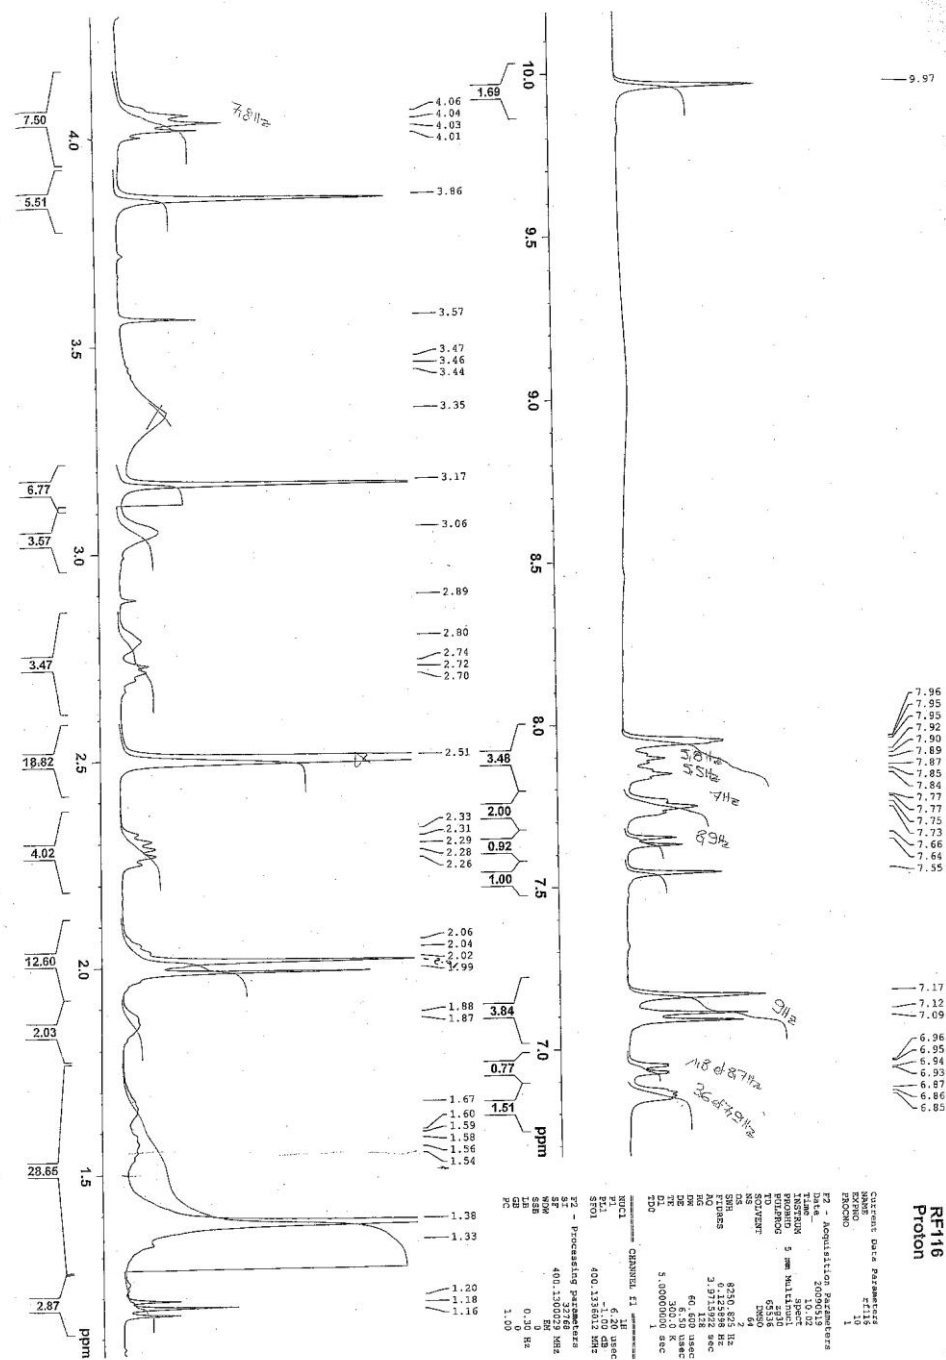 RF116
Proton
Current Data Parameters
NAME rf116
EXPNO 10
PROCNO 1
F2 - Acquisition Parameters
Date_ 20090519
Time 10.02
INSTRUM spect
PROBHD 5 mm Multinucl
PULPROG zg30
TD 65536
SOLVENT DMSO
NS 64
DS 2
SWH 8250.825 Hz
FIDRES 0.125898 Hz
AQ 3.9715922 sec
RG 128
DW 60.600 usec
DE 6.50 usec
TE 300.0 K
D1 5.00000000 sec
TD0 1
======== CHANNEL f1 ========
NUC1 1H
P1 6.20 usec
PL1 -1.00 dB
SFO1 400.1336012 MHz
F2 - Processing parameters
SI 32768
SF 400.1300029 MHz
WDW EM
SSB 0
LB 0.30 Hz
GB 0
PC 1.00
9.97
7.96
7.95
7.95
7.92
7.90
7.89
7.87
7.85
7.84
7.77
7.77
7.75
7.73
7.66
7.64
7.55
7.17
7.12
7.09
6.96
6.95
6.94
6.93
6.87
6.86
6.85
5,5Hz
7Hz
8,9Hz
9Hz
1,8 et 8,7Hz
3,6 et 7,9Hz
10.0
9.5
9.0
8.5
8.0
7.5
7.0
ppm
1.69
3.48
2.00
0.92
1.00
3.84
0.77
1.51
4.06
4.04
4.03
4.01
3.86
3.57
3.47
3.46
3.44
3.35
3.17
3.06
2.89
2.80
2.74
2.72
2.70
2.51
2.33
2.31
2.29
2.28
2.26
2.06
2.04
2.02
1.99
1.88
1.87
1.67
1.60
1.59
1.58
1.56
1.54
1.38
1.33
1.20
1.18
1.16
7,8Hz
4.0
3.5
3.0
2.5
2.0
1.5
ppm
7.50
5.51
6.77
3.57
3.47
18.82
4.02
12.60
2.03
28.65
2.87